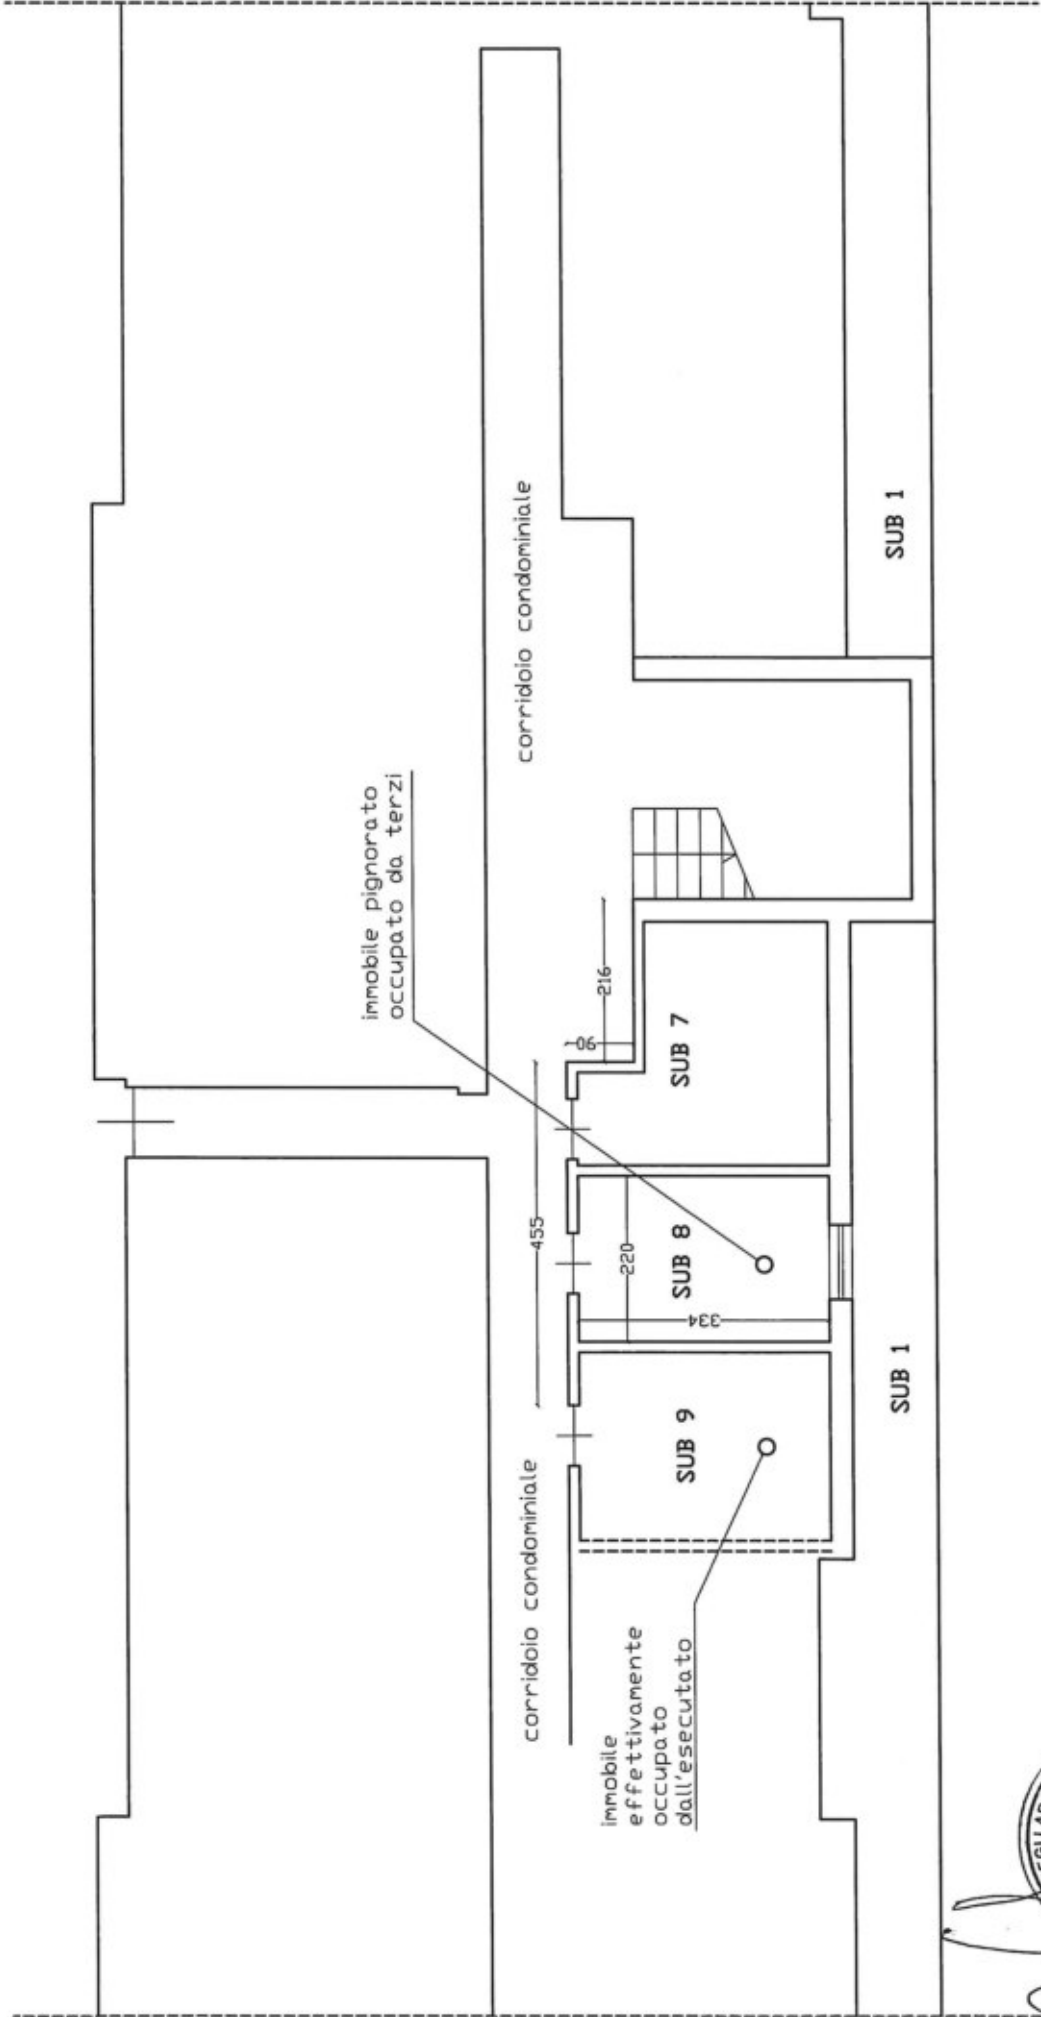 immobile pignorato
occupato da terzi
corridoio condominiale
SUB 1
216
90
SUB 7
455
220
SUB 8
334
SUB 9
corridoio condominiale
SUB 1
immobile
effettivamente
occupato
dall'esecutato